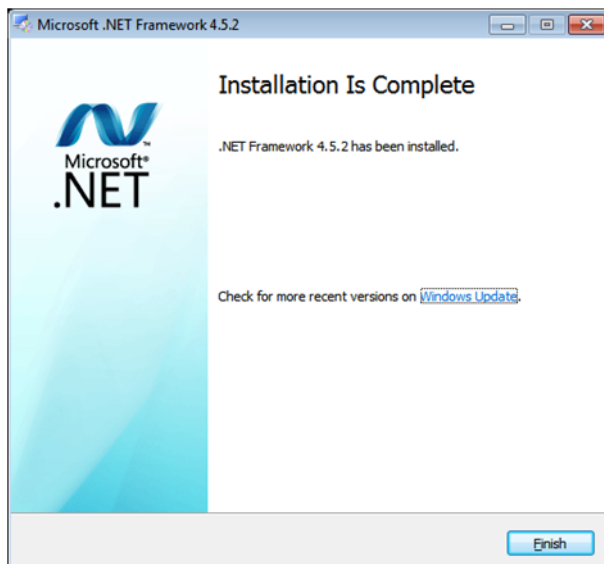 Microsoft .NET Framework 4.5.2
Installation Is Complete
.NET Framework 4.5.2 has been installed.
Microsoft®
.NET™
Check for more recent versions on Windows Update.
Finish